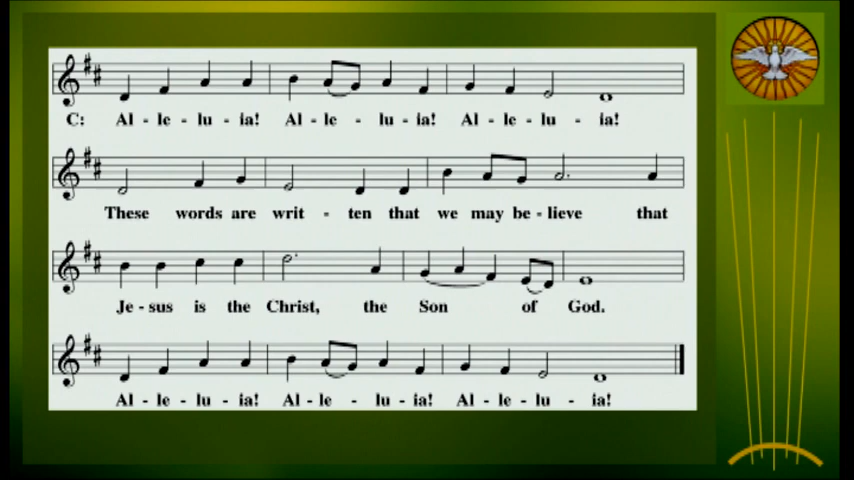 C: Al - le - lu - ia! Al - le - lu - ia! Al - le - lu - ia!
These words are writ - ten that we may be - lieve that
Je - sus is the Christ, the Son of God.
Al - le - lu - ia! Al - le - lu - ia! Al - le - lu - ia!